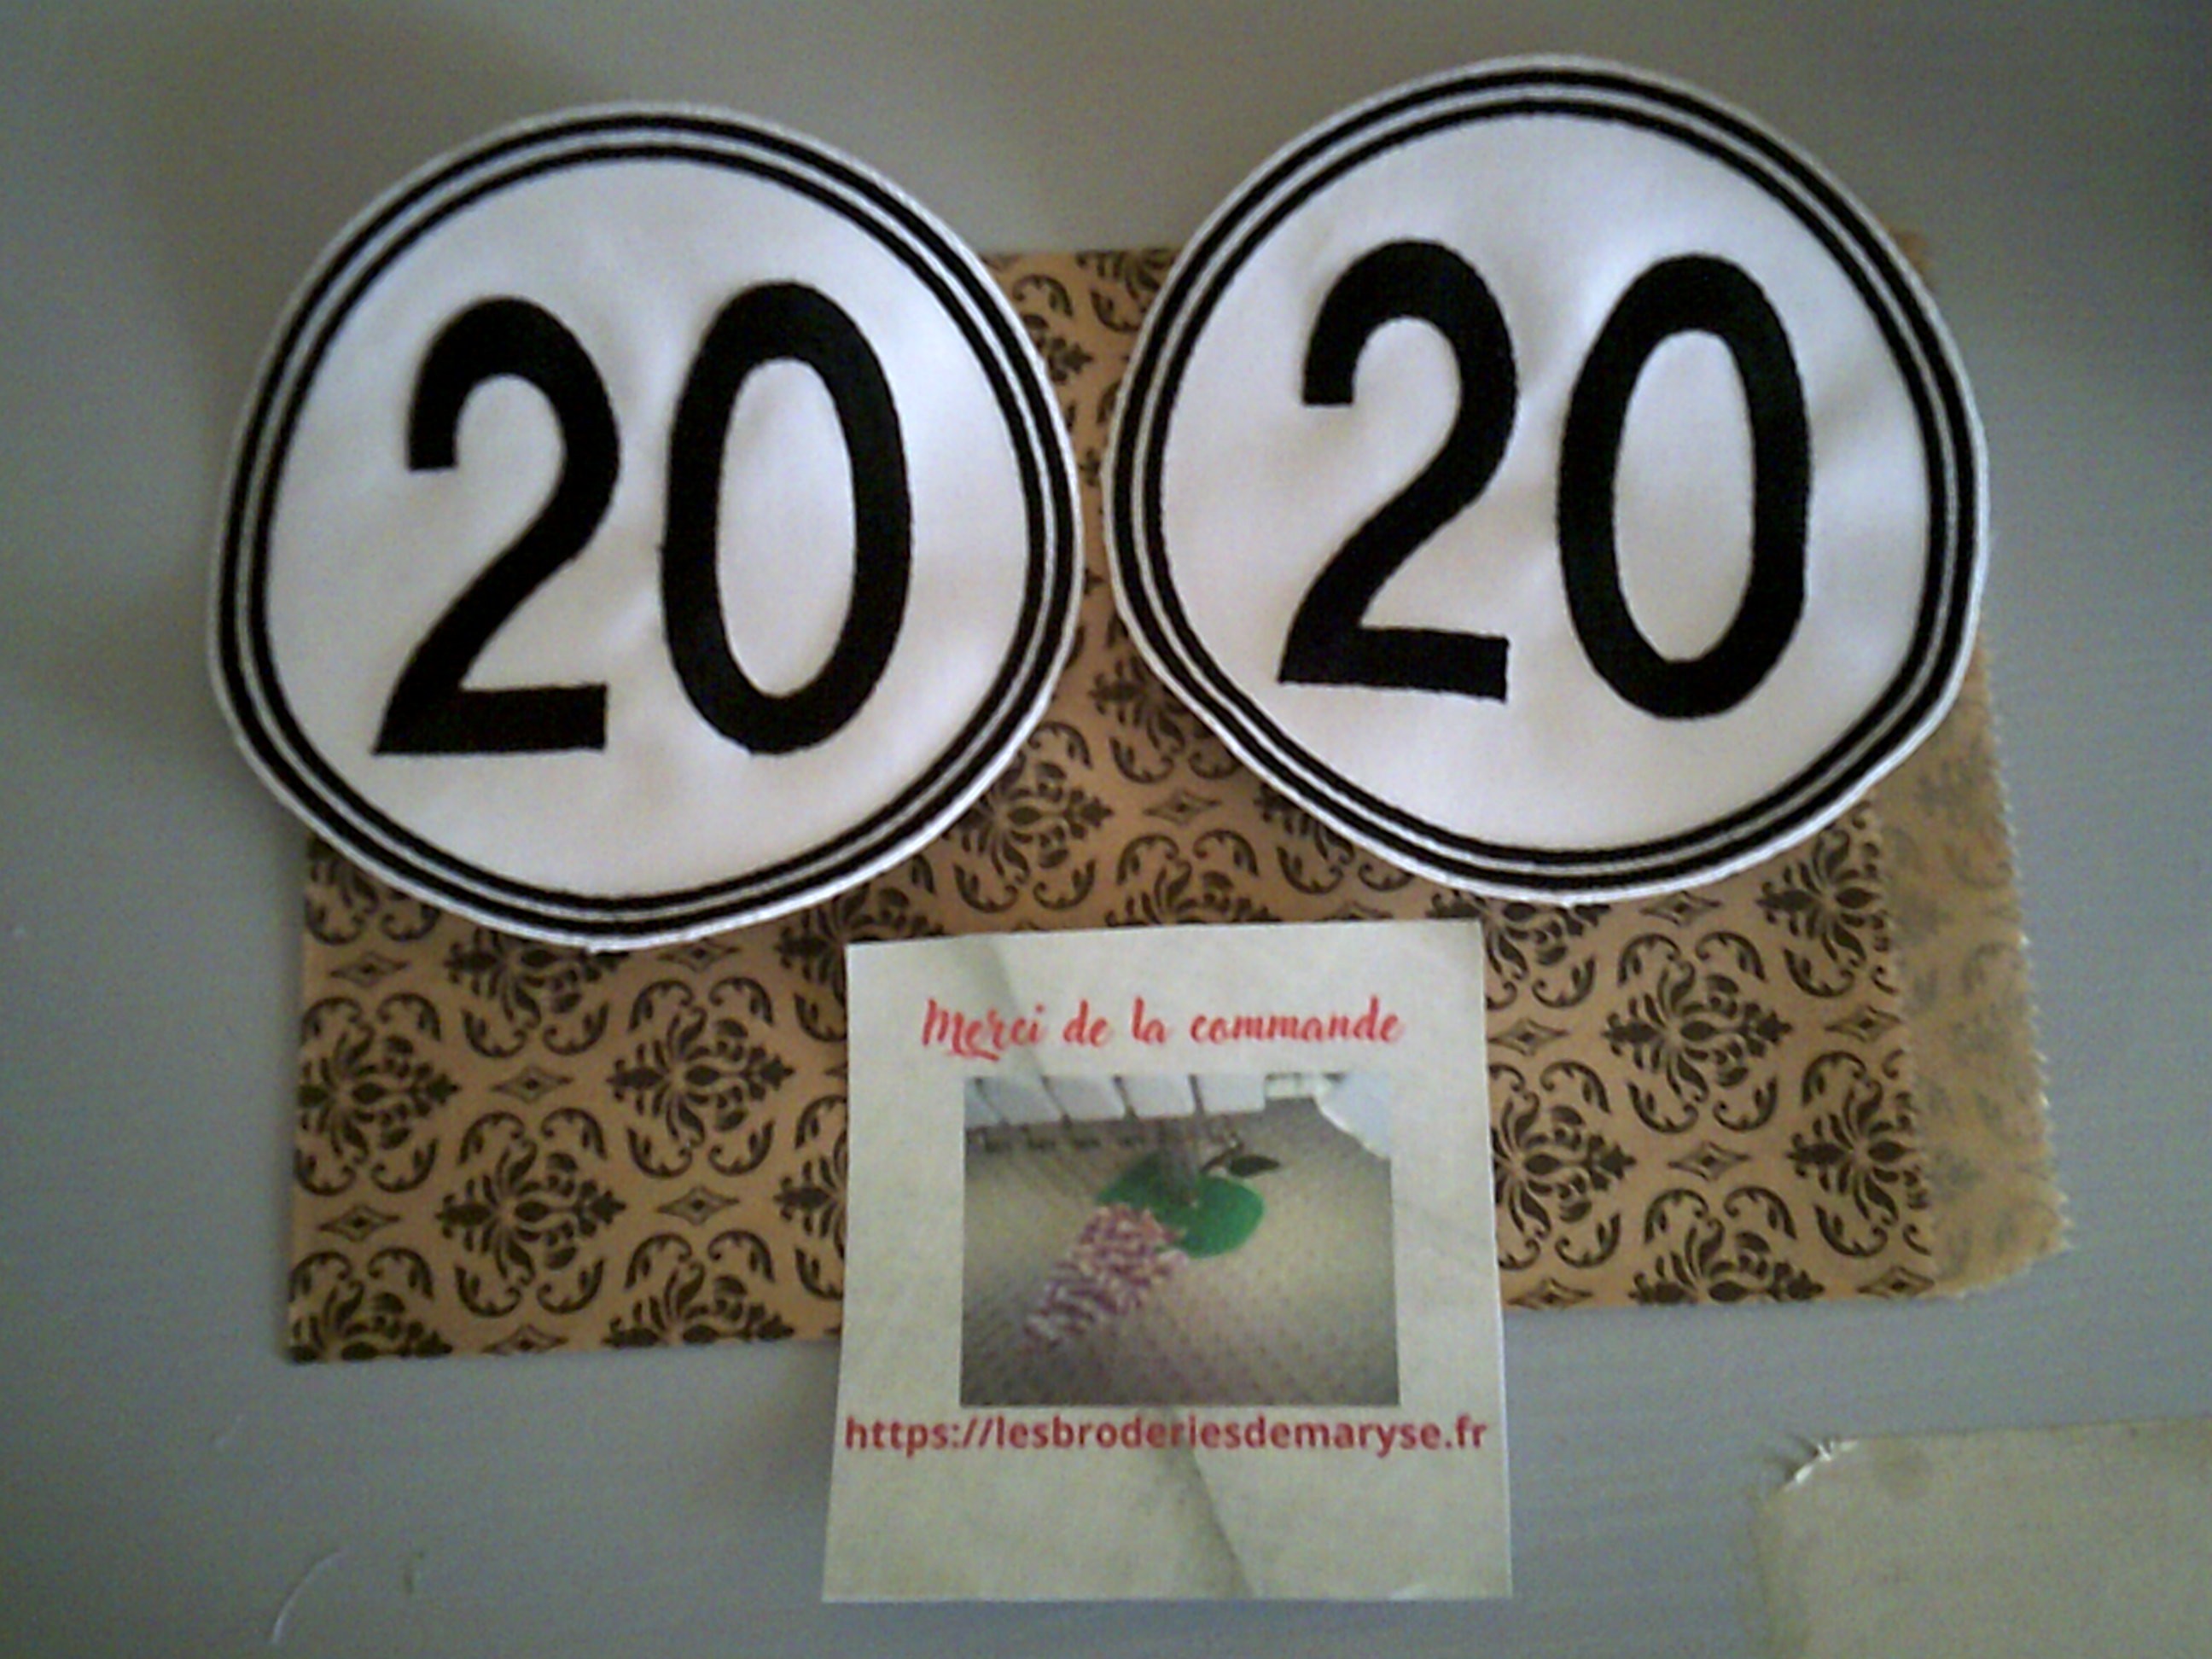 20
20
Merci de la commande
https://lesbroderiesdemaryse.fr